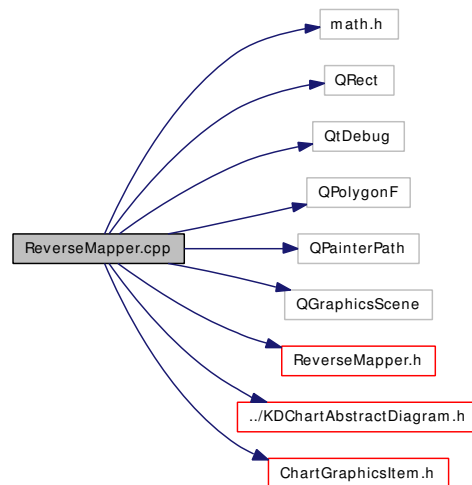 math.h
QRect
QtDebug
QPolygonF
ReverseMapper.cpp
QPainterPath
QGraphicsScene
ReverseMapper.h
../KDChartAbstractDiagram.h
ChartGraphicsItem.h